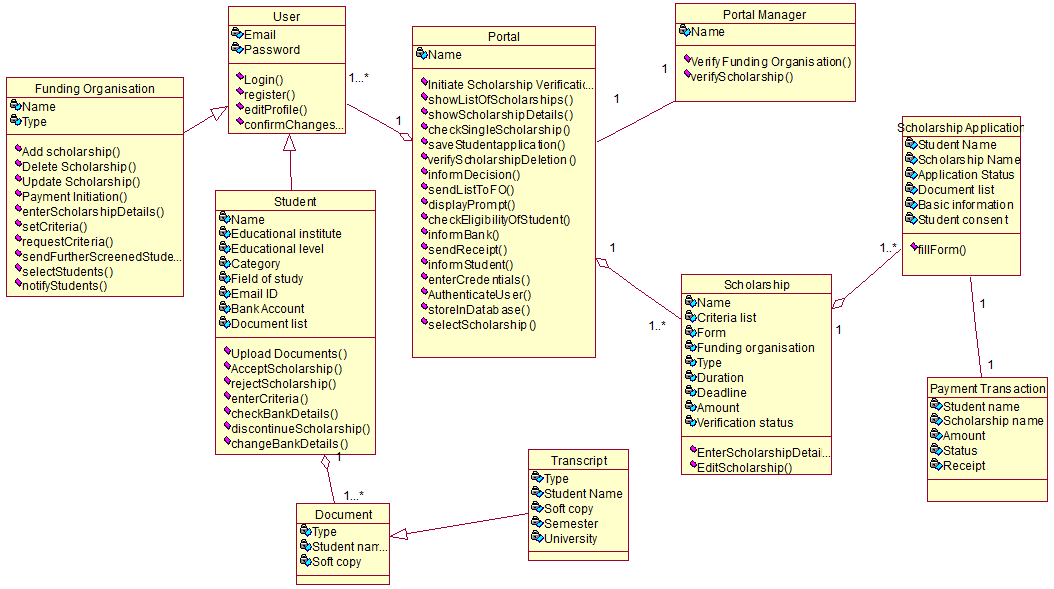 User
Email
Password
Login()
register()
editProfile()
confirmChanges...
Funding Organisation
Name
Type
Add scholarship()
Delete Scholarship()
Update Scholarship()
Payment Initiation()
enterScholarshipDetails()
setCriteria()
requestCriteria()
sendFurtherScreenedStude...
selectStudents()
notifyStudents()
1...*
1
Portal
Name
Initiate Scholarship Verificatic...
showListOfScholarships()
showScholarshipDetails()
checkSingleScholarship()
saveStudentapplication()
verifyScholarshipDeletion()
informDecision()
sendListToFO()
displayPrompt()
checkEligibilityOfStudent()
informBank()
sendReceipt()
informStudent()
enterCredentials()
AuthenticateUser()
storeInDatabase()
selectScholarship()
1
1
Portal Manager
Name
Verify Funding Organisation()
verifyScholarship()
Student
Name
Educational institute
Educational level
Category
Field of study
Email ID
Bank Account
Document list
Upload Documents()
AcceptScholarship()
rejectScholarship()
enterCriteria()
checkBankDetails()
discontinueScholarship()
changeBankDetails()
1
1...*
Document
Type
Student nam...
Soft copy
Transcript
Type
Student Name
Soft copy
Semester
University
1
1..*
Scholarship
Name
Criteria list
Form
Funding organisation
Type
Duration
Deadline
Amount
Verification status
EnterScholarshipDetai...
EditScholarship()
1
1..*
Scholarship Application
Student Name
Scholarship Name
Application Status
Document list
Basic information
Student consent
fillForm()
1
1
Payment Transaction
Student name
Scholarship name
Amount
Status
Receipt